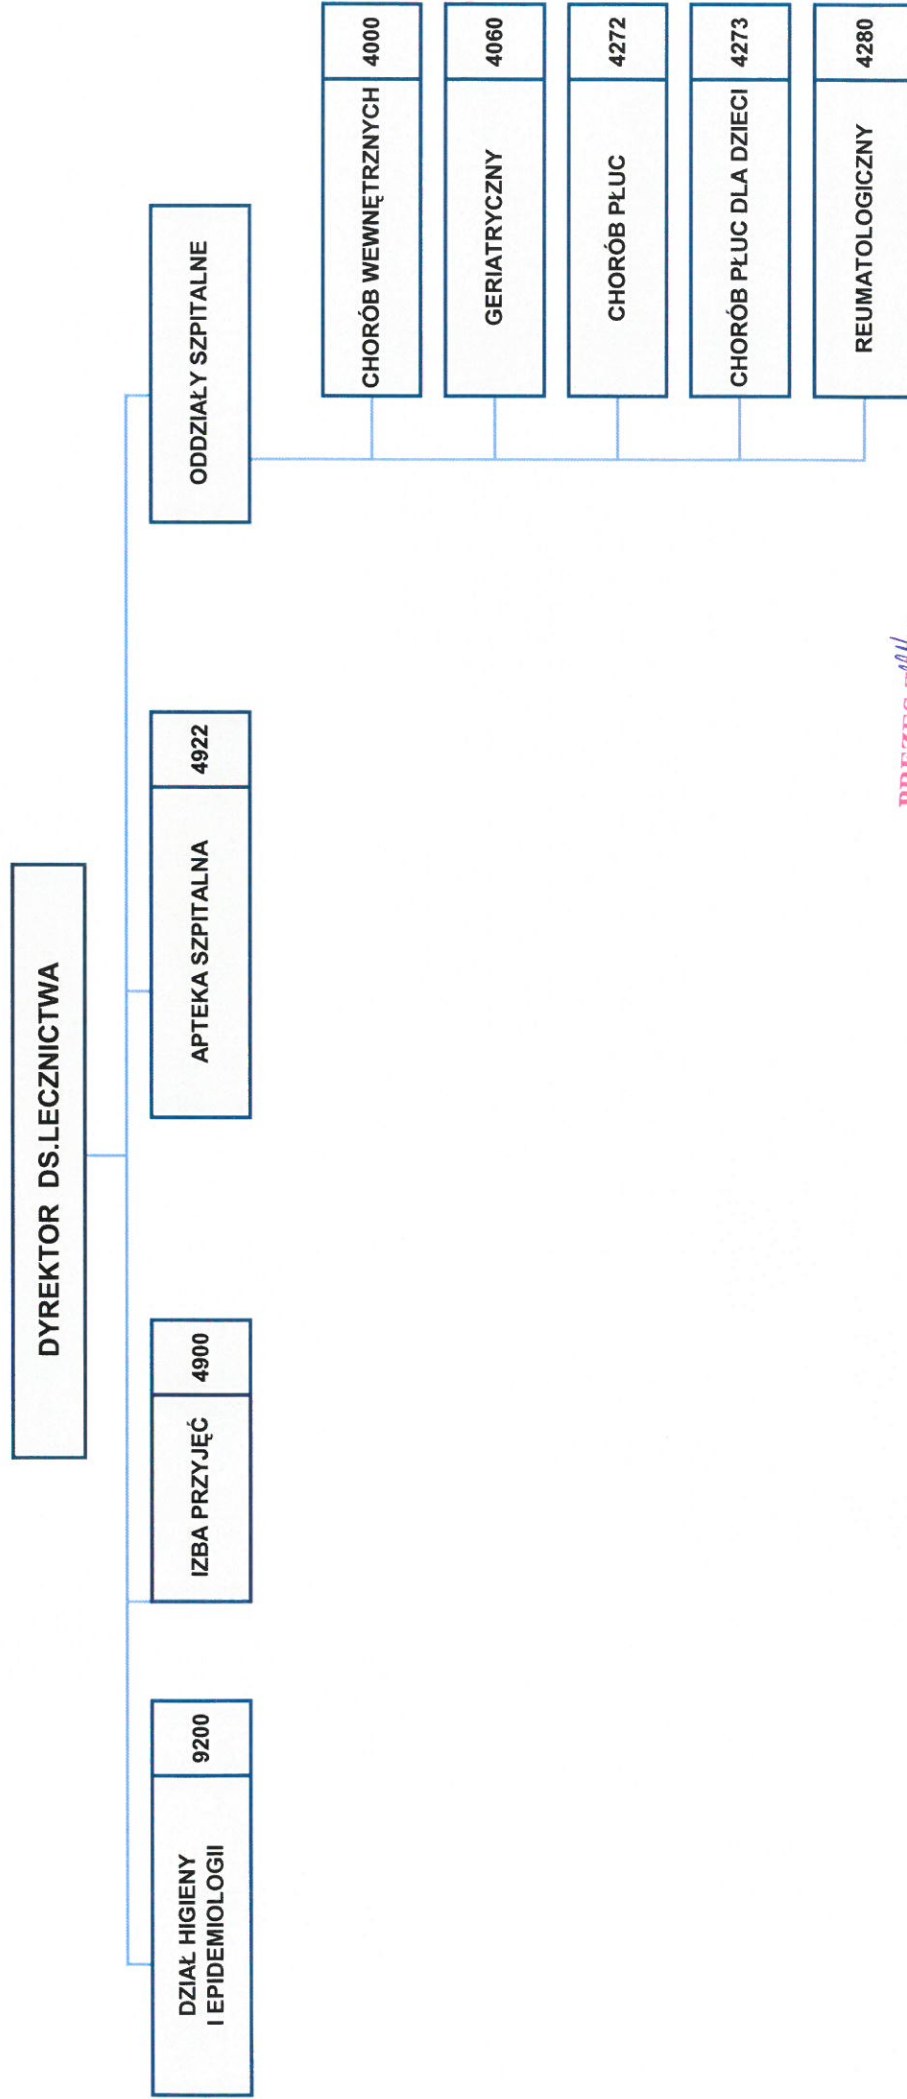 DYREKTOR DS.LECZNICTWA
DZIAŁ HIGIENY
I EPIDEMIOLOGII
9200
IZBA PRZYJĘĆ
4900
APTEKA SZPITALNA
4922
ODDZIAŁY SZPITALNE
CHORÓB WEWNĘTRZNYCH
4000
GERIATRYCZNY
4060
CHORÓB PŁUC
4272
CHORÓB PŁUC DLA DZIECI
4273
REUMATOLOGICZNY
4280
PREZES